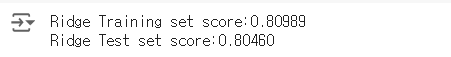 Ridge Training set score:0.80989
Ridge Test set score:0.80460